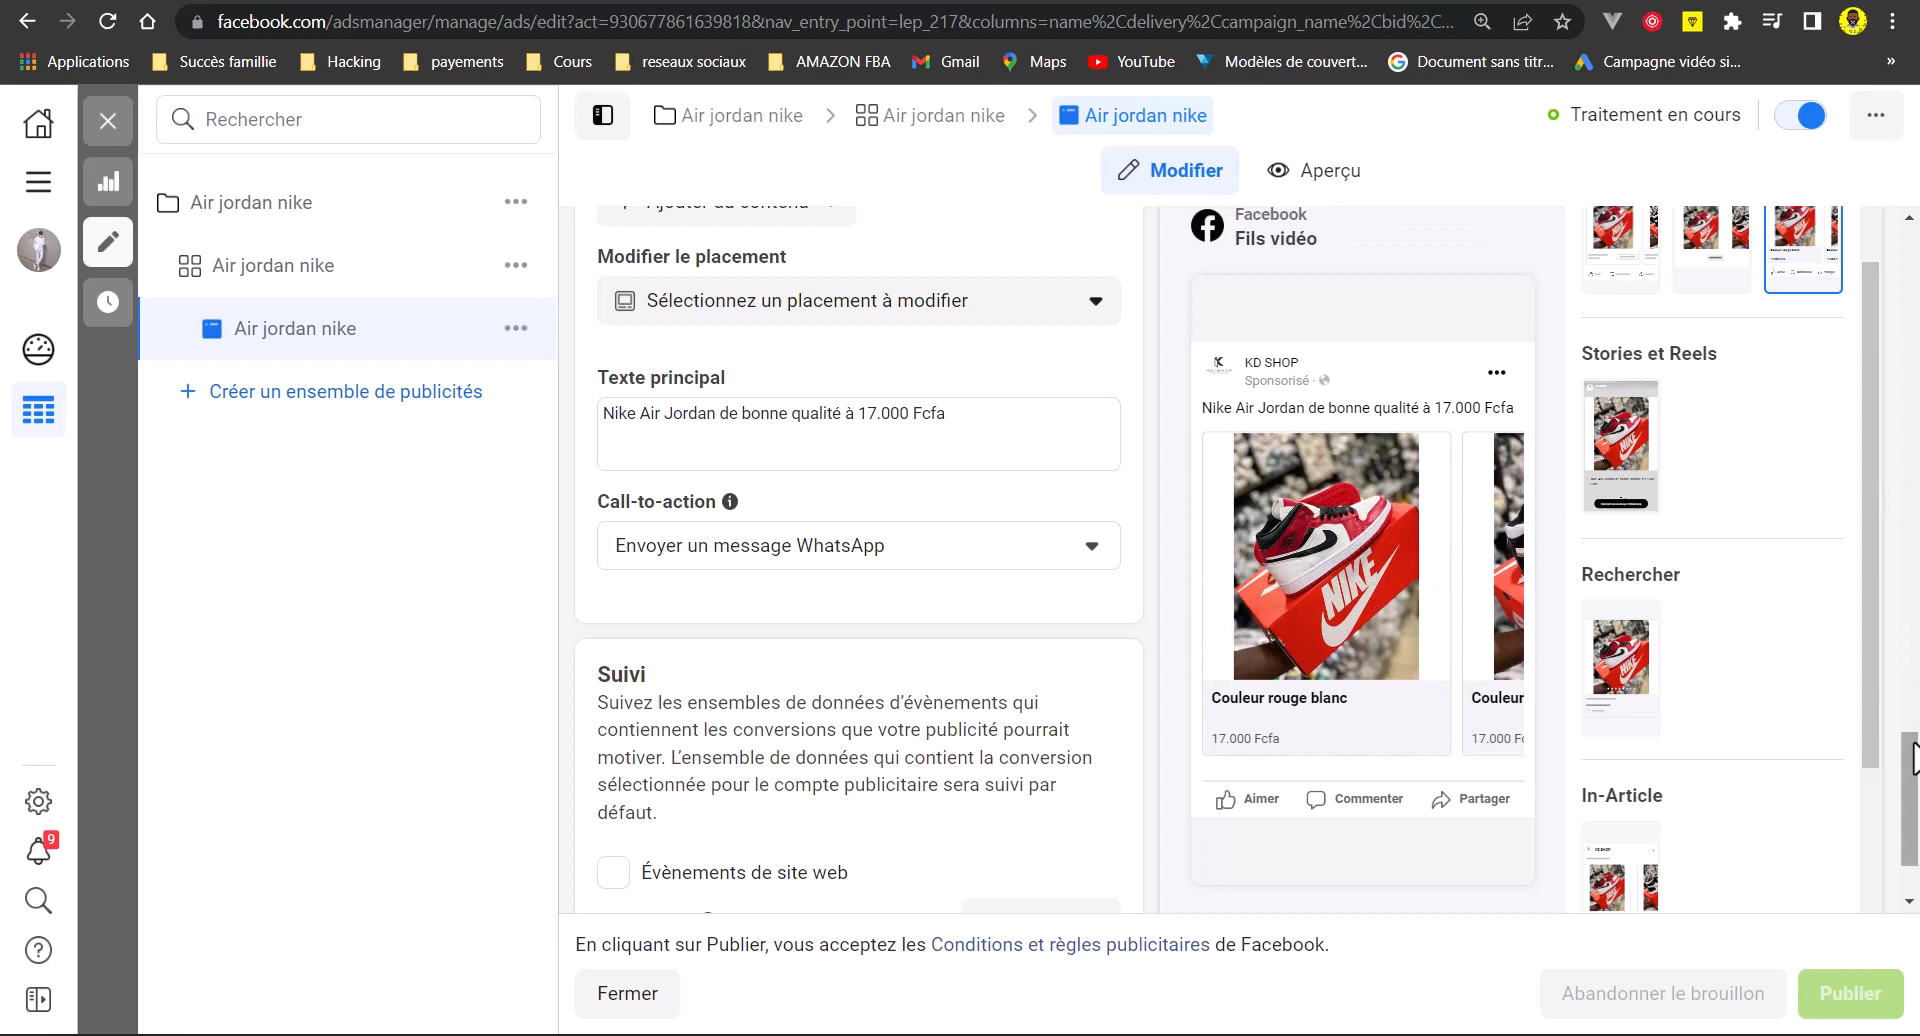 facebook.com/adsmanager/manage/ads/edit?act=930677861639818&nav_entry_point=lep_217&columns=name%2Cdelivery%2Ccampaign_name%2Cbid%2C...
Applications
Succès famillie
Hacking
payements
Cours
reseaux sociaux
AMAZON FBA
Gmail
Maps
YouTube
Modèles de couvert...
Document sans titr...
Campagne vidéo si...
»
Rechercher
Air jordan nike
Air jordan nike
Air jordan nike
+ Créer un ensemble de publicités
9
Air jordan nike
Air jordan nike
Air jordan nike
Traitement en cours
Modifier
Aperçu
Modifier le placement
Sélectionnez un placement à modifier
Texte principal
Nike Air Jordan de bonne qualité à 17.000 Fcfa
Call-to-action
Envoyer un message WhatsApp
Suivi
Suivez les ensembles de données d’évènements qui
contiennent les conversions que votre publicité pourrait
motiver. L’ensemble de données qui contient la conversion
sélectionnée pour le compte publicitaire sera suivi par
défaut.
Évènements de site web
Facebook
Fils vidéo
KD SHOP
KD SHOP
Sponsorisé ·
Nike Air Jordan de bonne qualité à 17.000 Fcfa
NIKE
Couleur rouge blanc
17.000 Fcfa
Couleur
17.000 Fc
Aimer
Commenter
Partager
Stories et Reels
Rechercher
In-Article
KD SHOP
En cliquant sur Publier, vous acceptez les Conditions et règles publicitaires de Facebook.
Fermer
Abandonner le brouillon
Publier